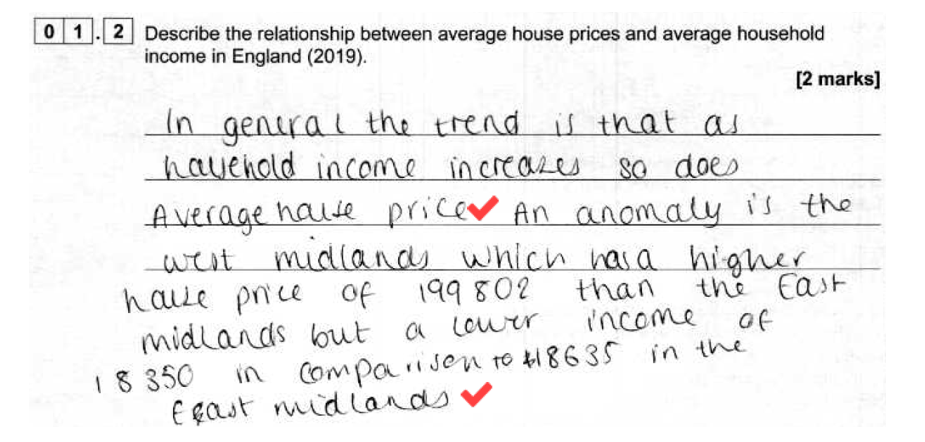 0 1 . 2 Describe the relationship between average house prices and average household
income in England (2019).
[2 marks]
In general the trend is that as
household income increases so does
Average house price An anomaly is the
west midlands which has a higher
house price of 199802 than the East
midlands but a lower income of
18350 in comparison to £18635 in the
East midlands